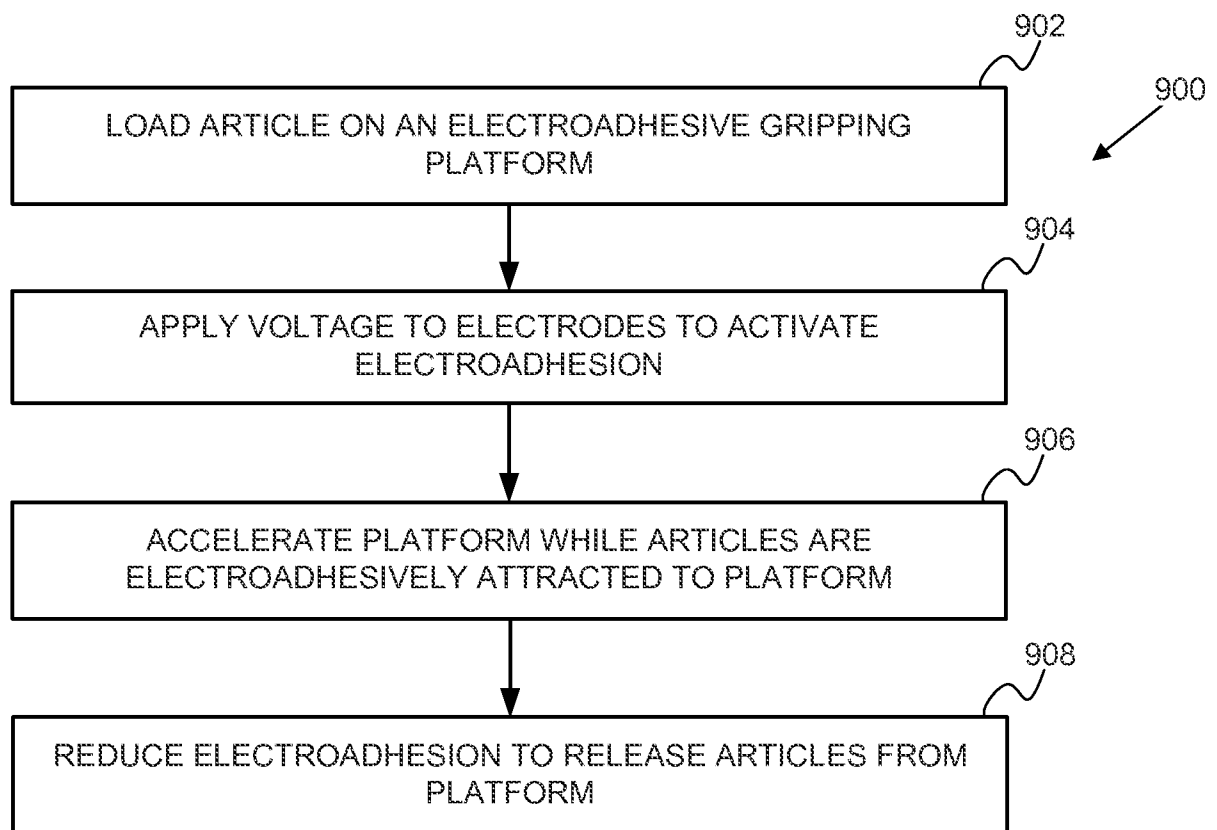 902
900
LOAD ARTICLE ON AN ELECTROADHESIVE GRIPPING
PLATFORM
904
APPLY VOLTAGE TO ELECTRODES TO ACTIVATE
ELECTROADHESION
906
ACCELERATE PLATFORM WHILE ARTICLES ARE
ELECTROADHESIVELY ATTRACTED TO PLATFORM
908
REDUCE ELECTROADHESION TO RELEASE ARTICLES FROM
PLATFORM